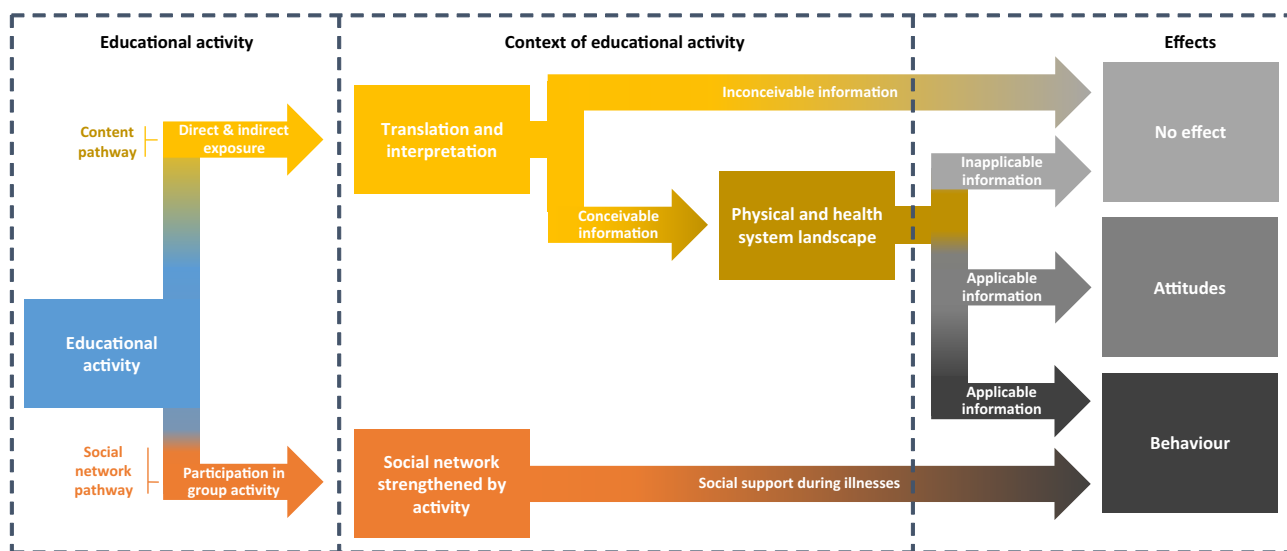 Educational activity
Context of educational activity
Effects
Content
pathway
Direct & indirect
exposure
Translation and
interpretation
Inconceivable information
No effect
Inapplicable
information
Conceivable
information
Physical and health
system landscape
Applicable
information
Attitudes
Educational
activity
Applicable
information
Behaviour
Social
network
pathway
Participation in
group activity
Social network
strengthened by
activity
Social support during illnesses